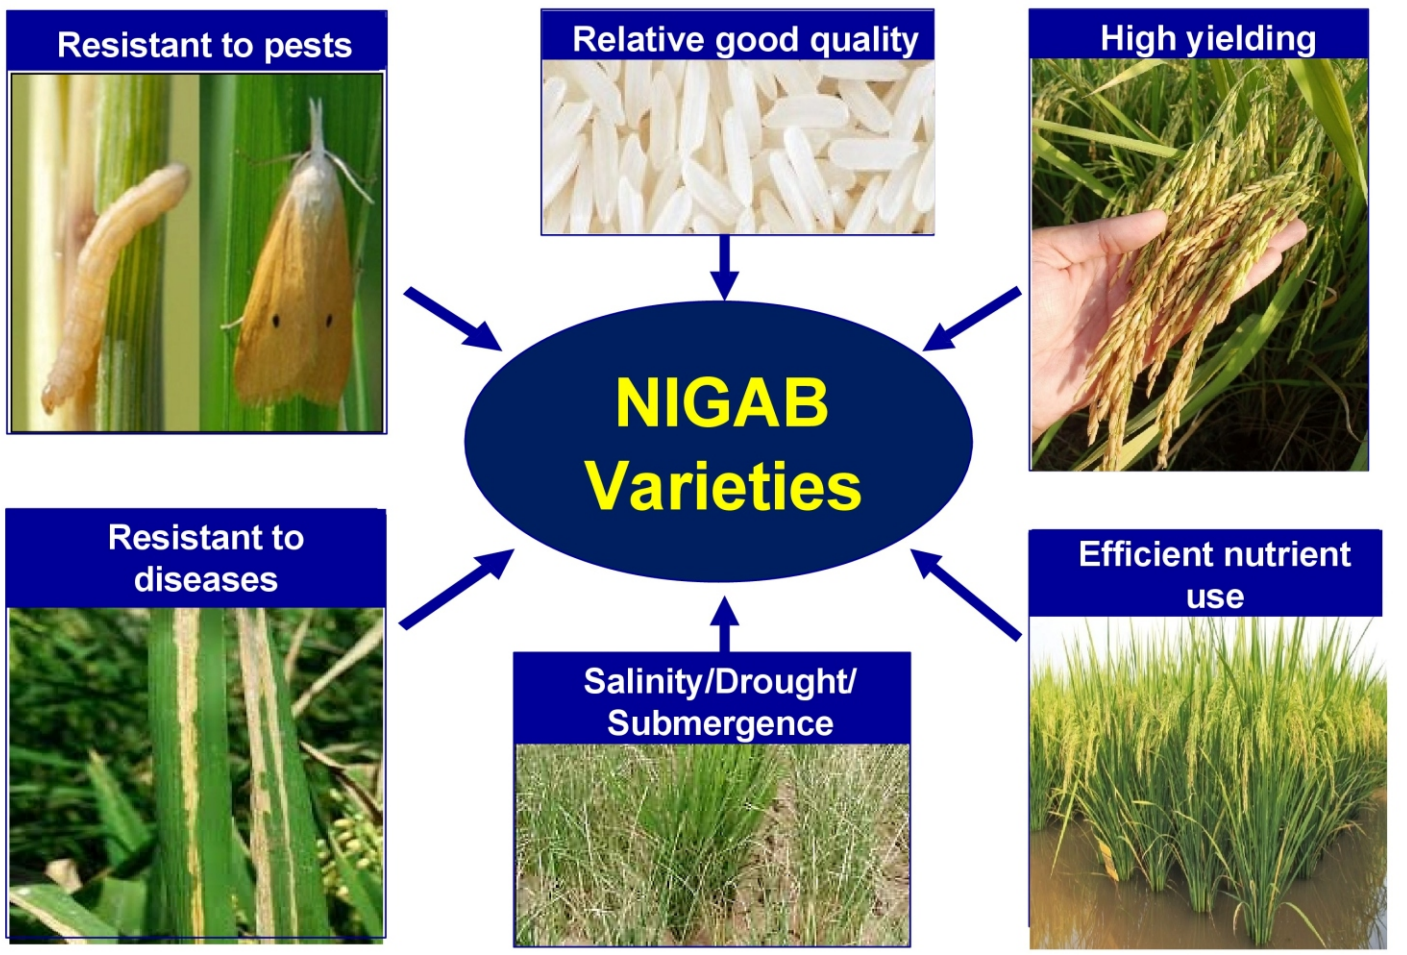 Resistant to pests
Relative good quality
High yielding
NIGAB
Varieties
Resistant to
diseases
Salinity/Drought/
Submergence
Efficient nutrient
use